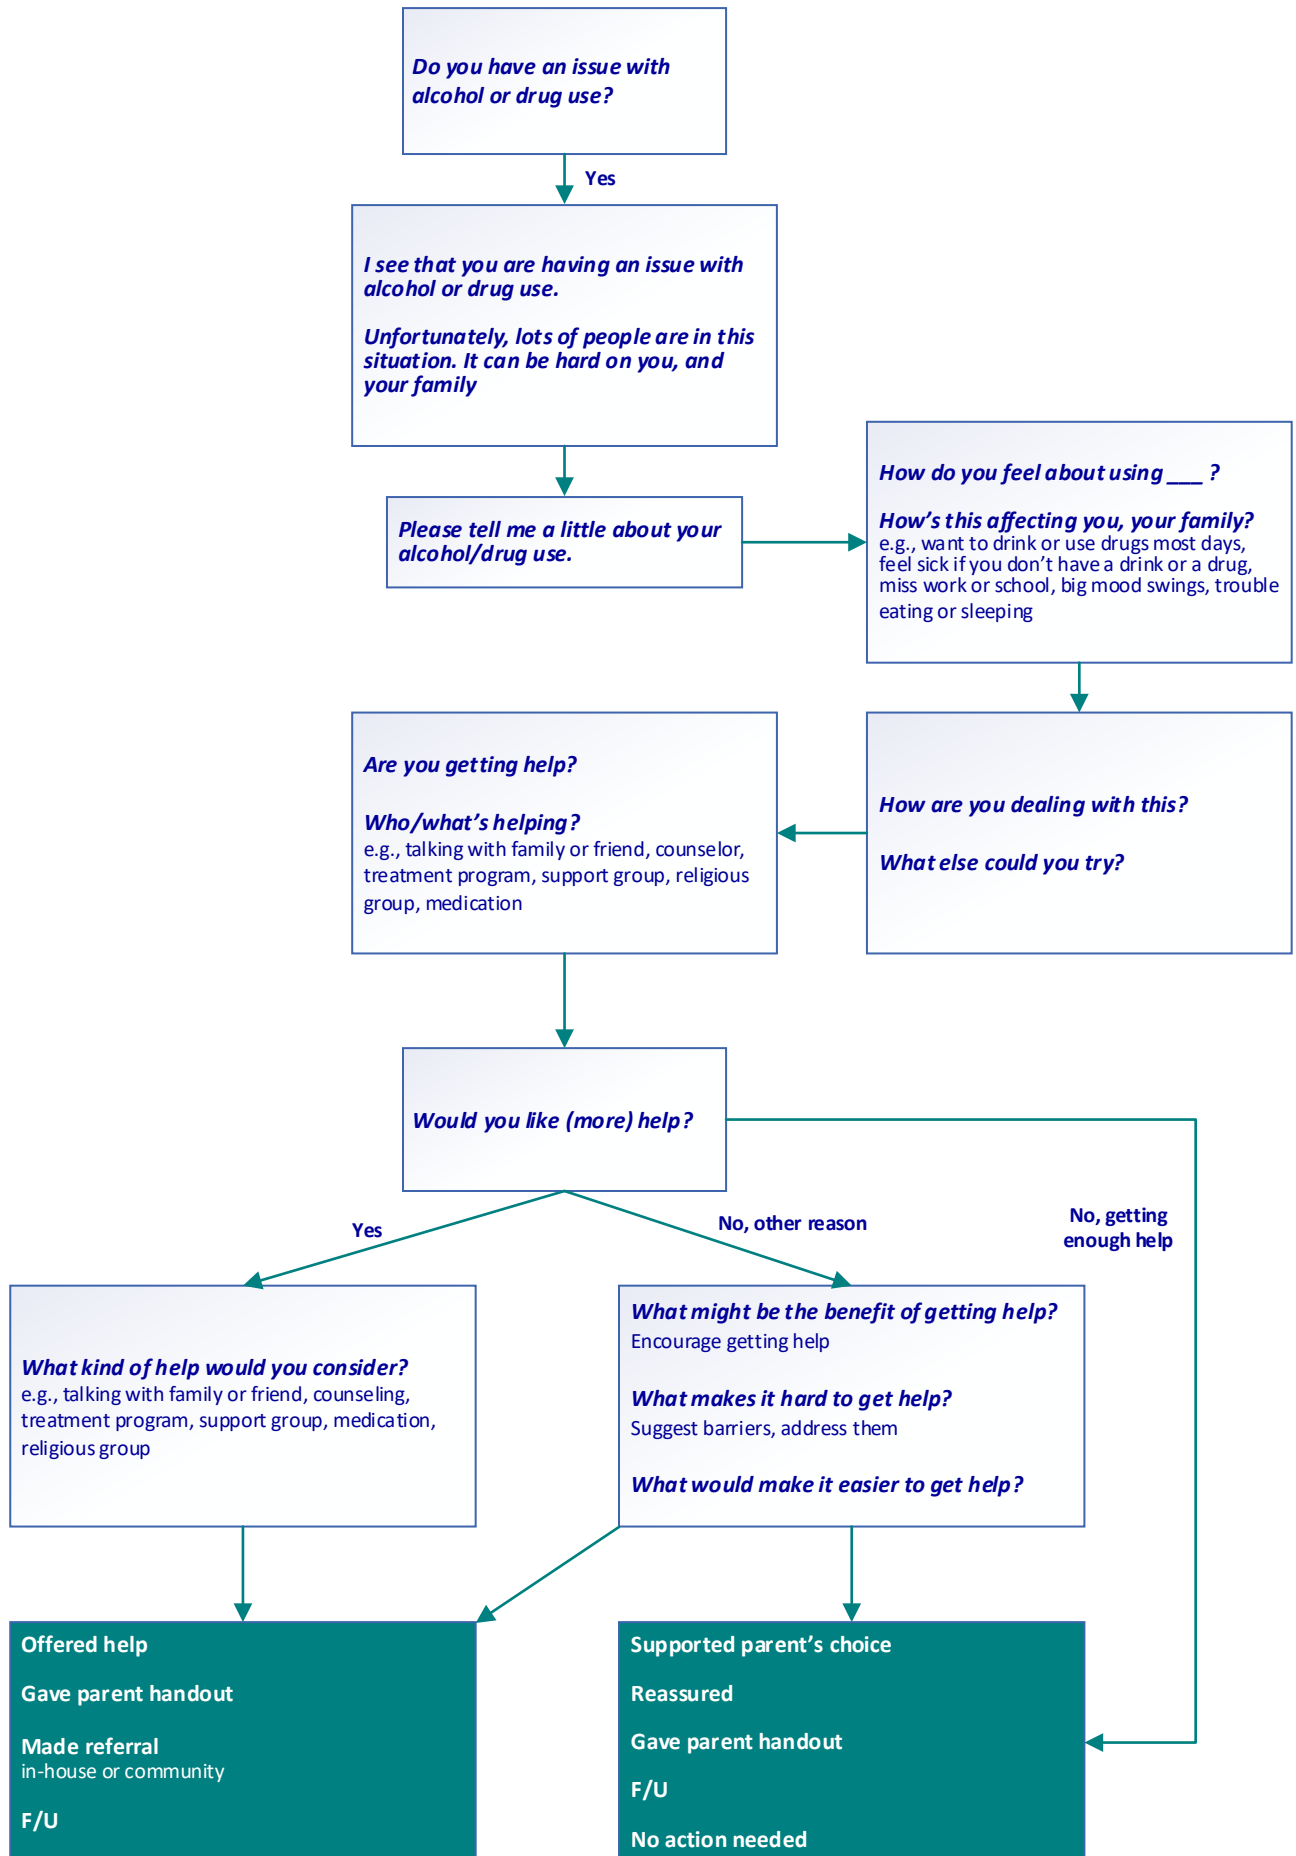 Do you have an issue with
alcohol or drug use?
Yes
I see that you are having an issue with
alcohol or drug use.
Unfortunately, lots of people are in this
situation. It can be hard on you, and
your family
Please tell me a little about your
alcohol/drug use.
How do you feel about using ___ ?
How’s this affecting you, your family?
e.g., want to drink or use drugs most days,
feel sick if you don’t have a drink or a drug,
miss work or school, big mood swings, trouble
eating or sleeping
How are you dealing with this?
What else could you try?
Are you getting help?
Who/what’s helping?
e.g., talking with family or friend, counselor,
treatment program, support group, religious
group, medication
Would you like (more) help?
Yes
No, other reason
No, getting
enough help
What kind of help would you consider?
e.g., talking with family or friend, counseling,
treatment program, support group, medication,
religious group
What might be the benefit of getting help?
Encourage getting help
What makes it hard to get help?
Suggest barriers, address them
What would make it easier to get help?
Offered help
Gave parent handout
Made referral
in-house or community
F/U
Supported parent’s choice
Reassured
Gave parent handout
F/U
No action needed